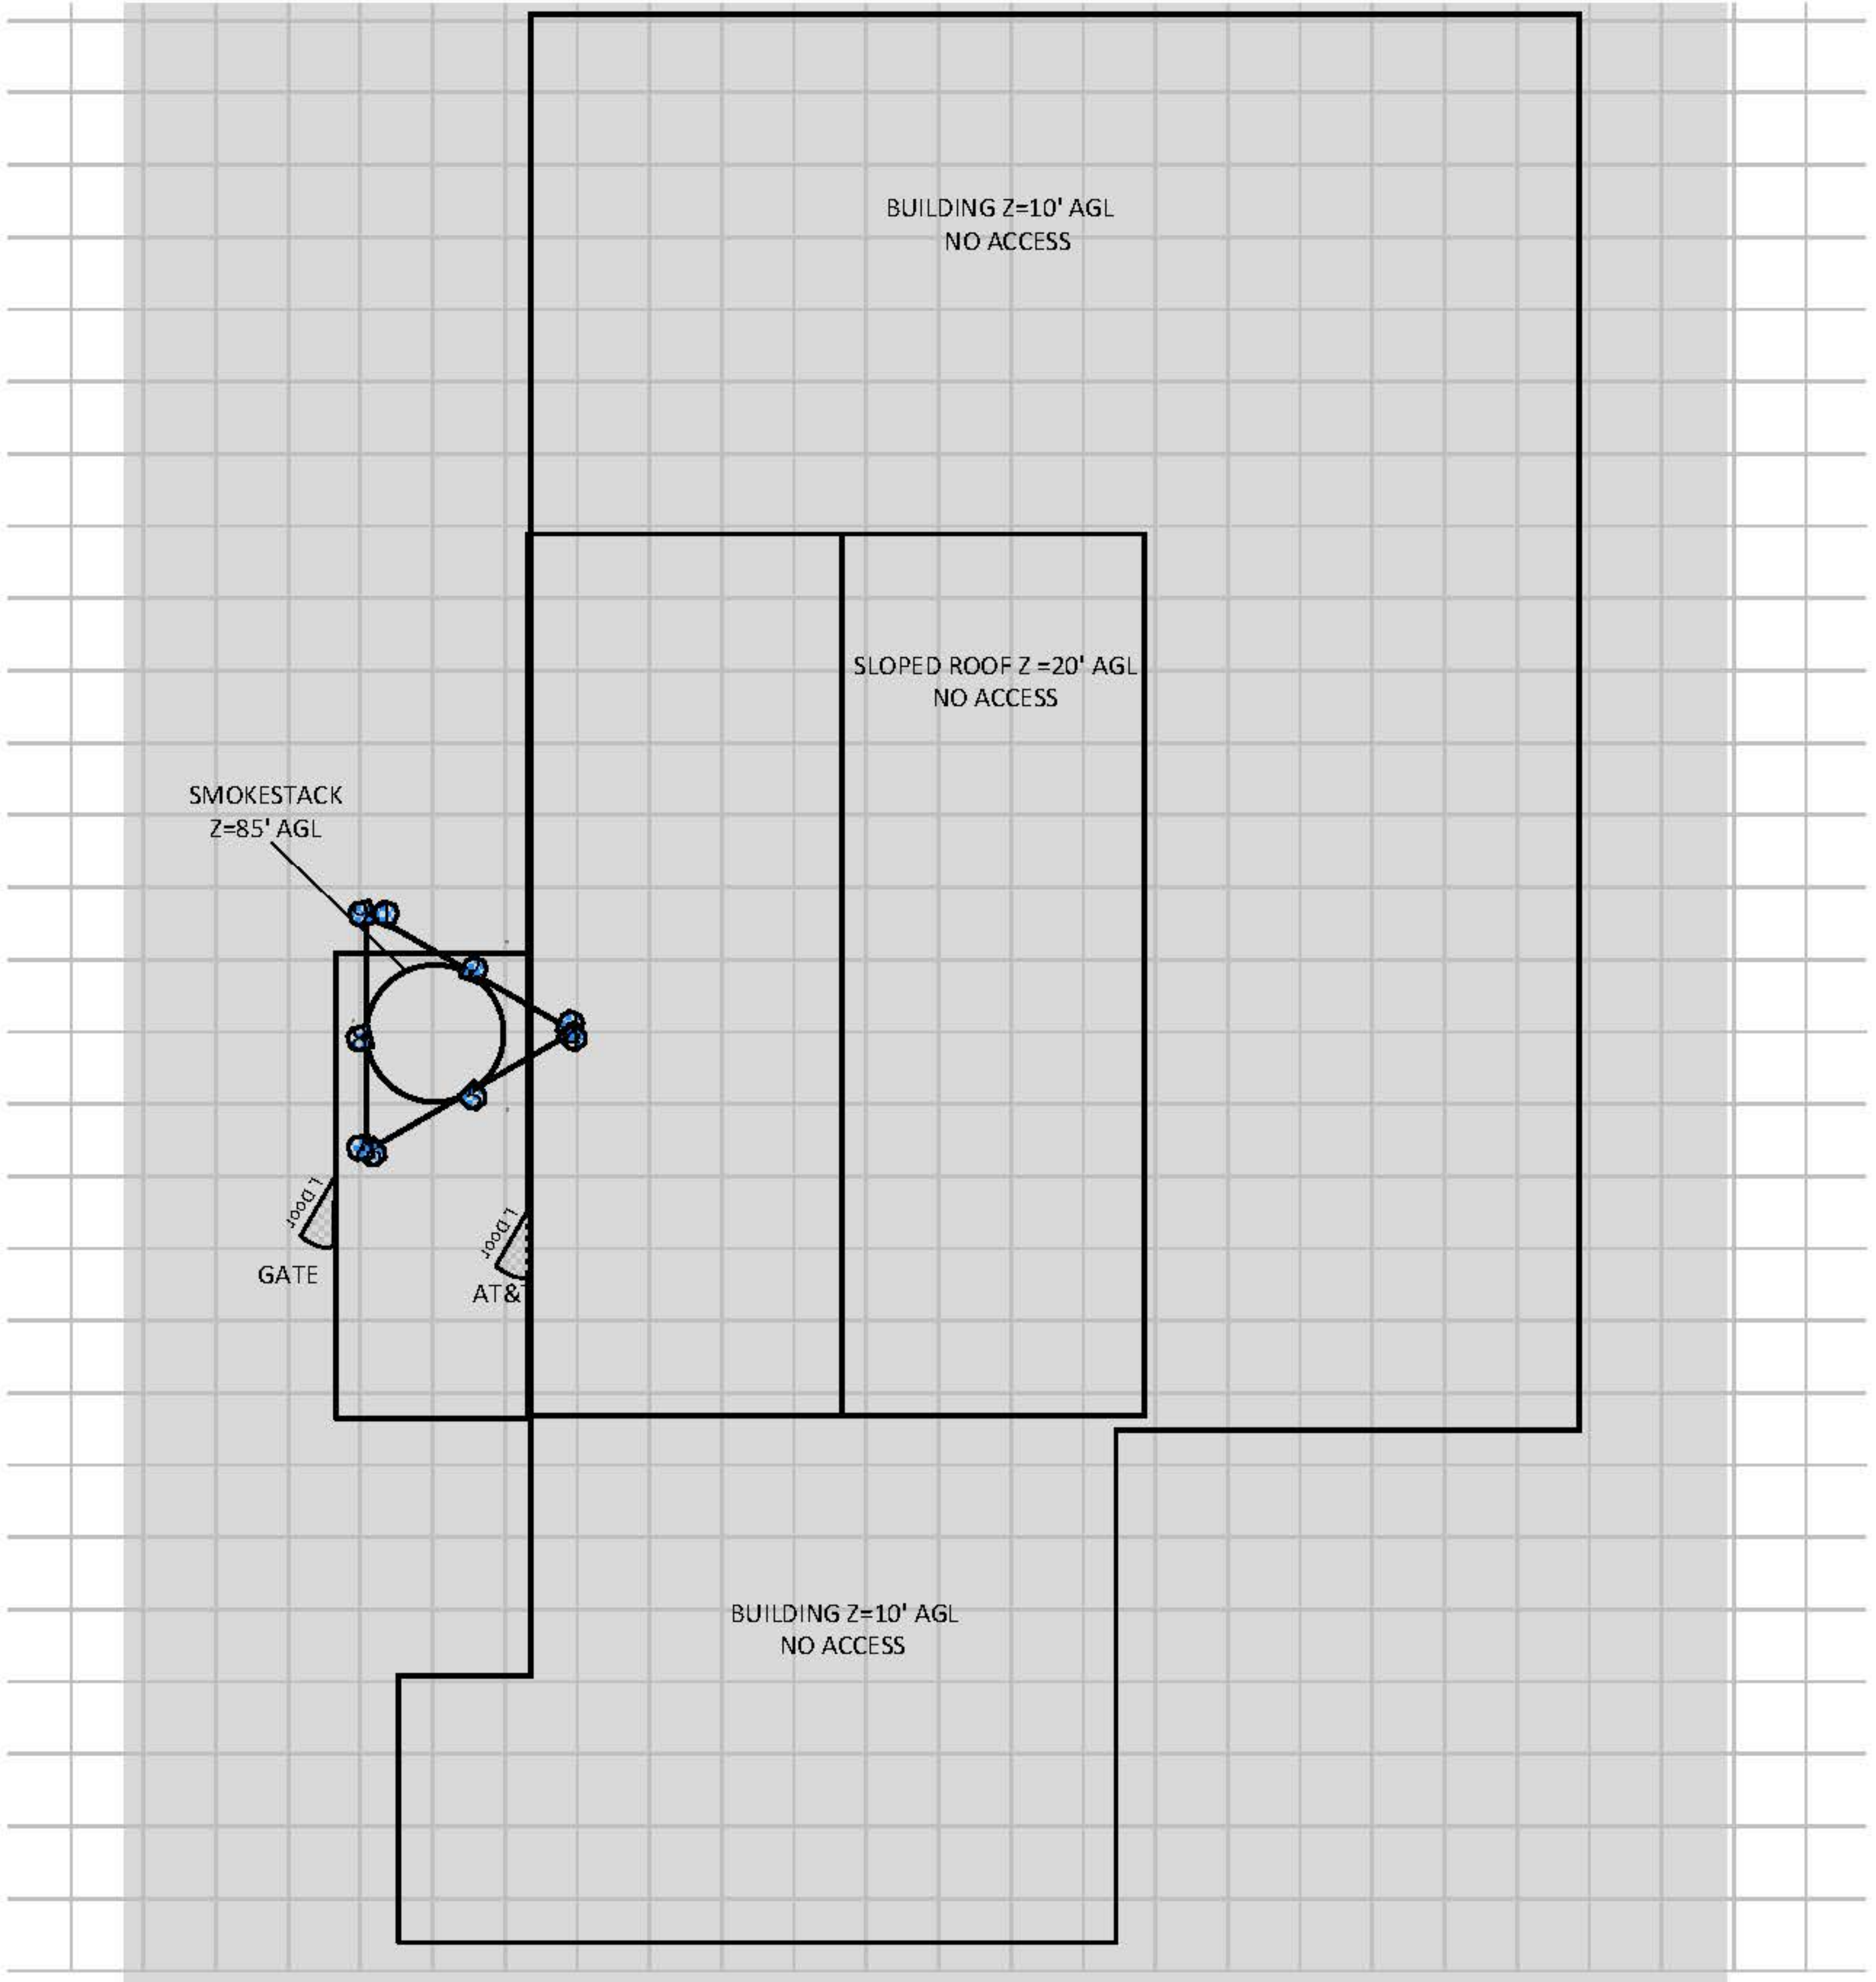 BUILDING Z=10' AGL
NO ACCESS
SLOPED ROOF Z =20' AGL
NO ACCESS
SMOKESTACK
Z=85' AGL
L Door
GATE
L Door
AT&
BUILDING Z=10' AGL
NO ACCESS